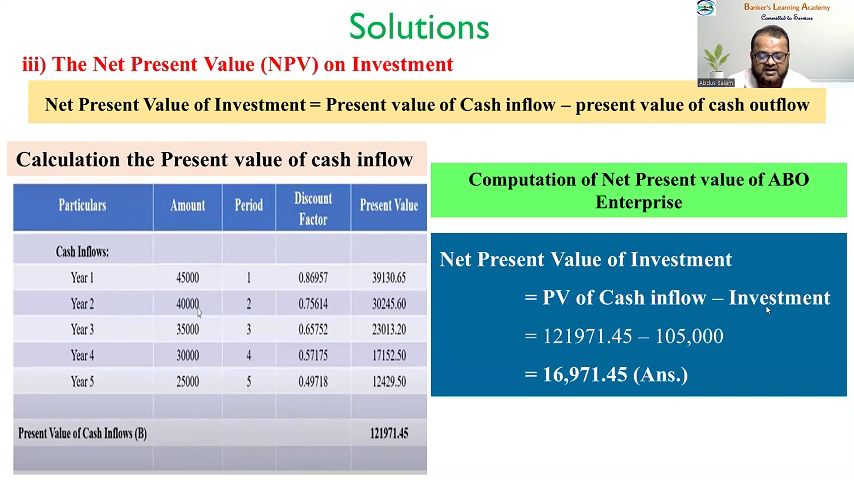 Solutions
Banker's Learning Academy
Committed to Services
Abdus Salam
iii) The Net Present Value (NPV) on Investment
Net Present Value of Investment = Present value of Cash inflow – present value of cash outflow
Calculation the Present value of cash inflow
Particulars Amount Period Discount Factor Present Value
Cash Inflows:
Year 1 45000 1 0.86957 39130.65
Year 2 40000 2 0.75614 30245.60
Year 3 35000 3 0.65752 23013.20
Year 4 30000 4 0.57175 17152.50
Year 5 25000 5 0.49718 12429.50
Present Value of Cash Inflows (B) 121971.45
Computation of Net Present value of ABO
Enterprise
Net Present Value of Investment
= PV of Cash inflow – Investment
= 121971.45 – 105,000
= 16,971.45 (Ans.)